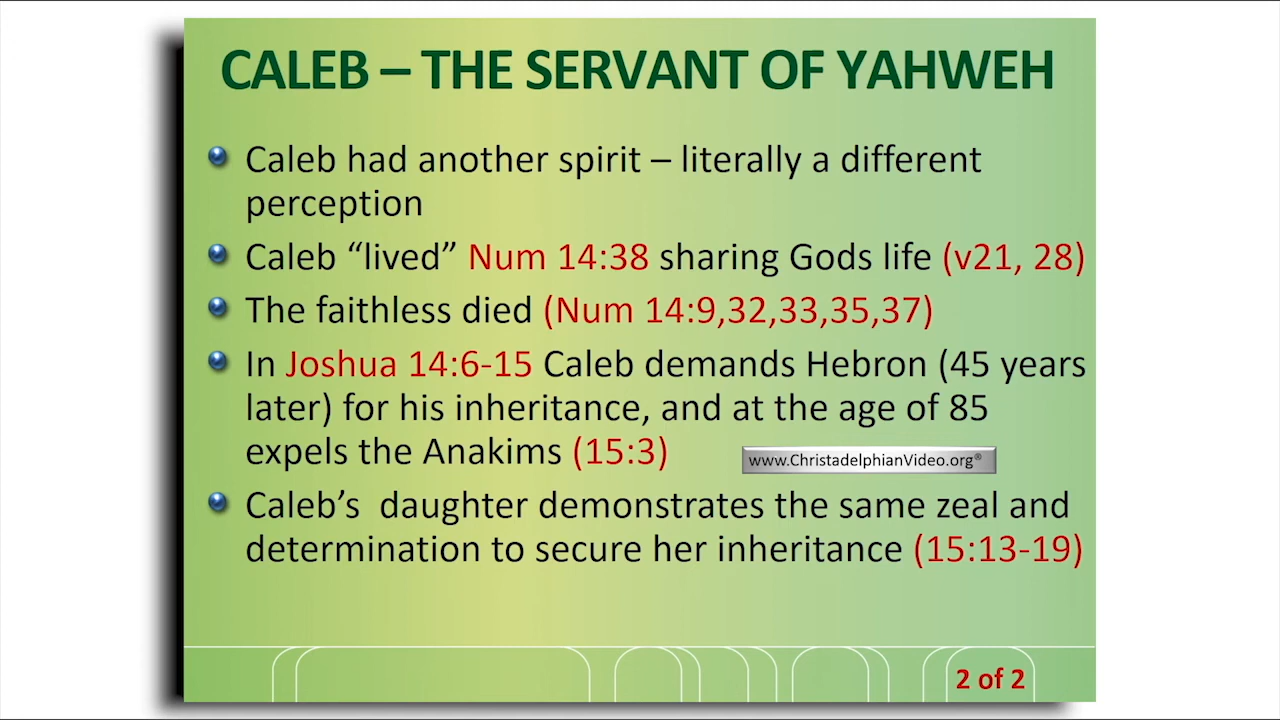 CALEB – THE SERVANT OF YAHWEH
Caleb had another spirit – literally a different
perception
Caleb “lived” Num 14:38 sharing Gods life (v21, 28)
The faithless died (Num 14:9,32,33,35,37)
In Joshua 14:6-15 Caleb demands Hebron (45 years
later) for his inheritance, and at the age of 85
expels the Anakims (15:3)
www.ChristadelphianVideo.org®
Caleb’s  daughter demonstrates the same zeal and
determination to secure her inheritance (15:13-19)
2 of 2